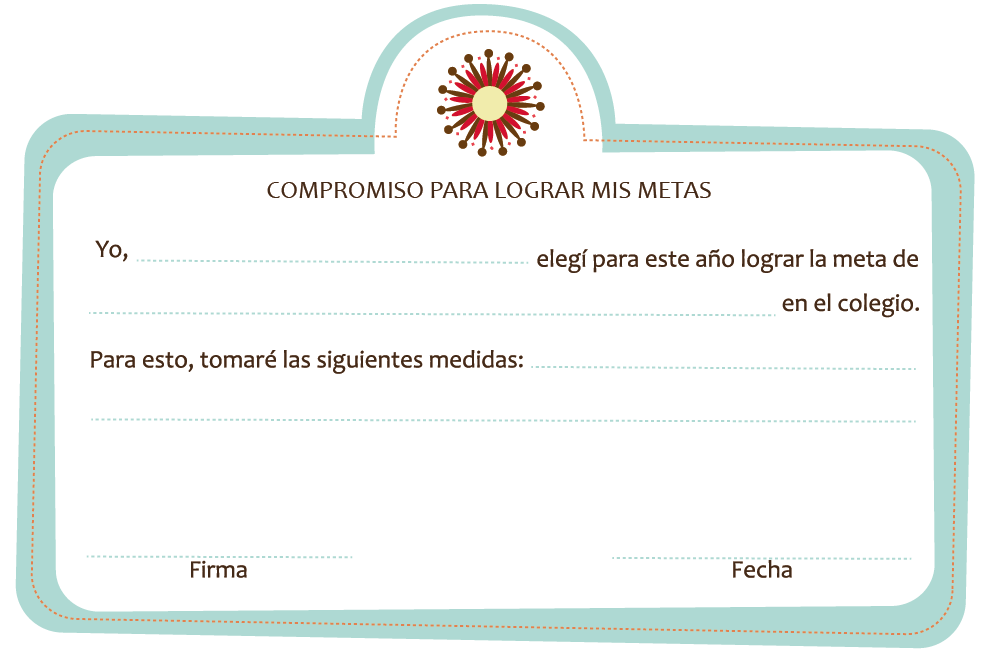 COMPROMISO PARA LOGRAR MIS METAS
Yo, elegí para este año lograr la meta de
en el colegio.
Para esto, tomaré las siguientes medidas:
Firma Fecha